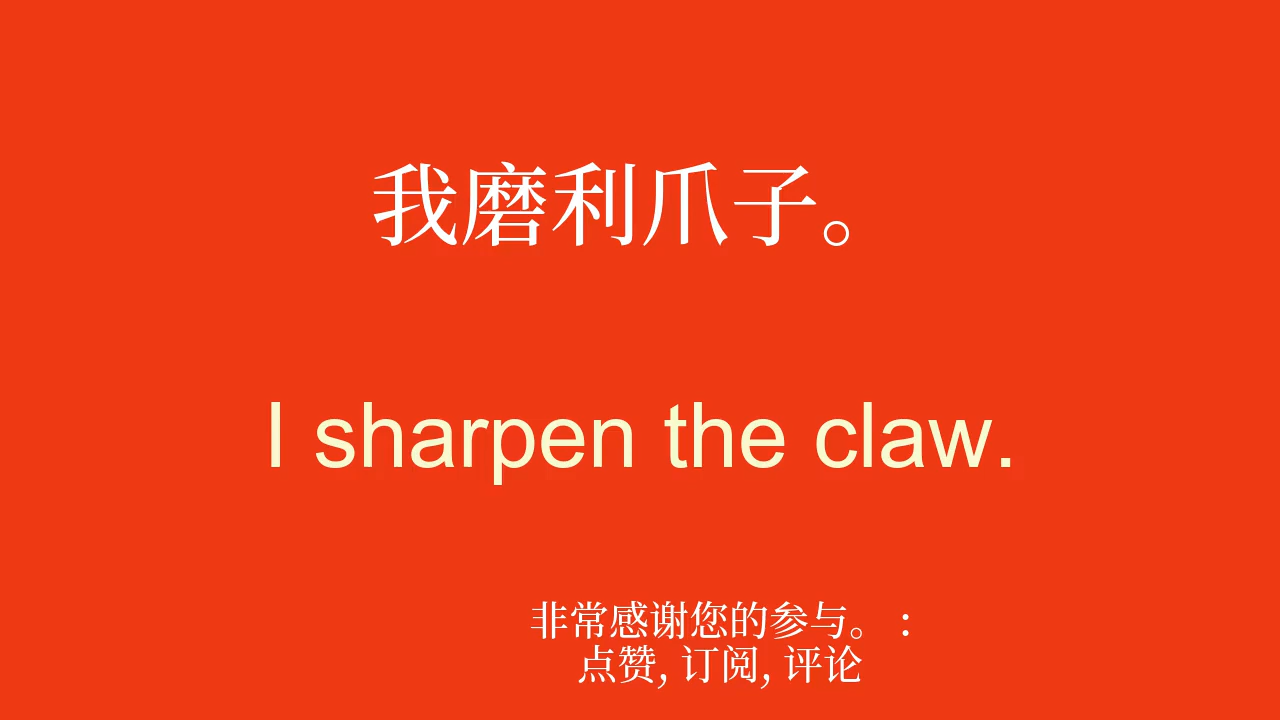 我磨利爪子。
I sharpen the claw.
非常感谢您的参与。 :
点赞, 订阅, 评论